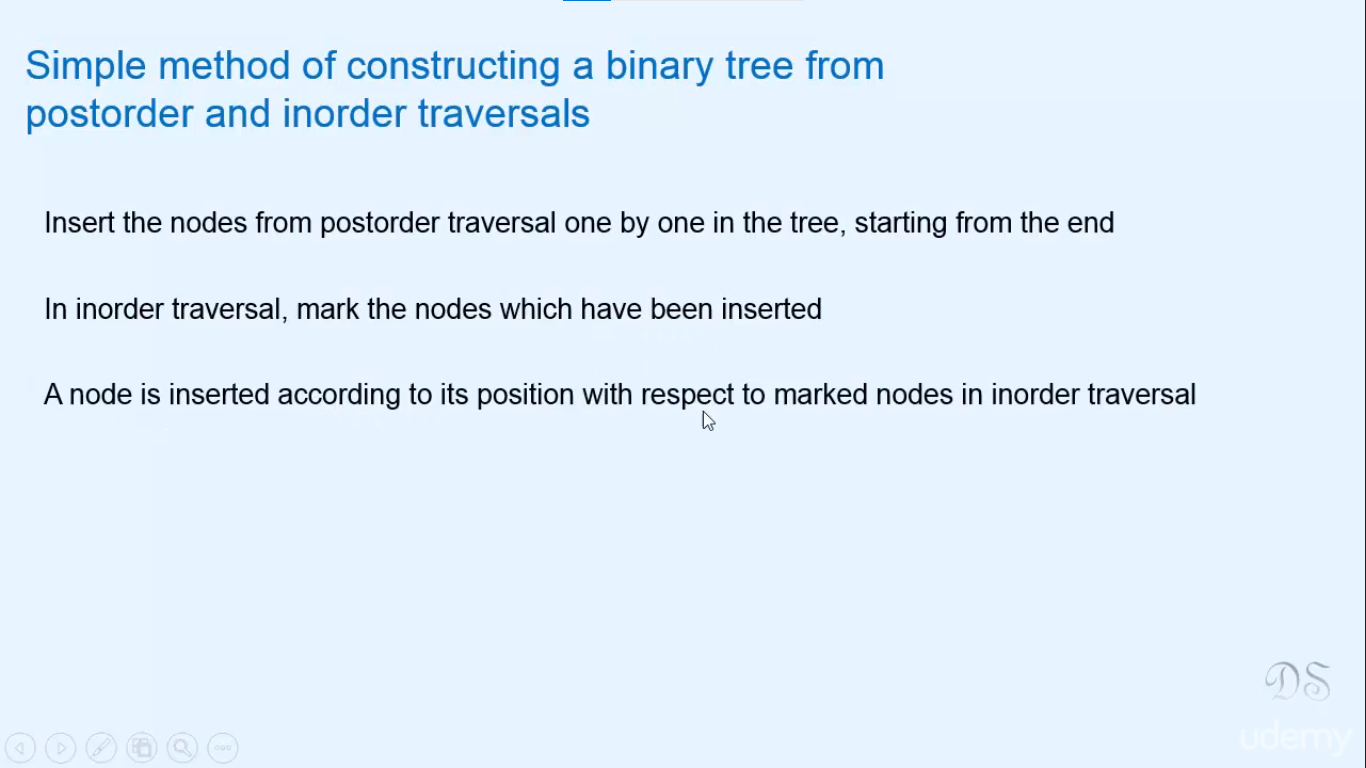 Simple method of constructing a binary tree from
postorder and inorder traversals
Insert the nodes from postorder traversal one by one in the tree, starting from the end
In inorder traversal, mark the nodes which have been inserted
A node is inserted according to its position with respect to marked nodes in inorder traversal
DS
udemy